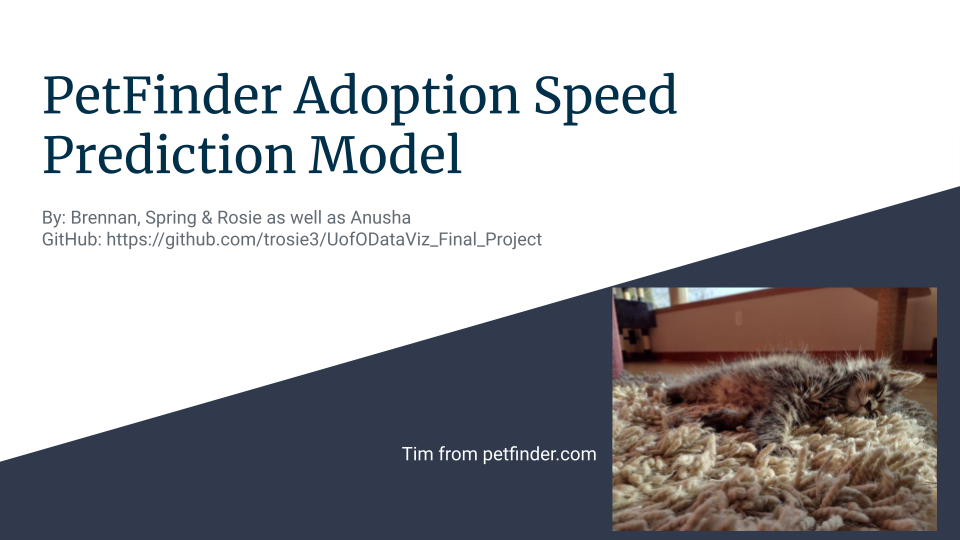 PetFinder Adoption Speed
Prediction Model
By: Brennan, Spring & Rosie as well as Anusha
GitHub: https://github.com/trosie3/UofODataViz_Final_Project
Tim from petfinder.com